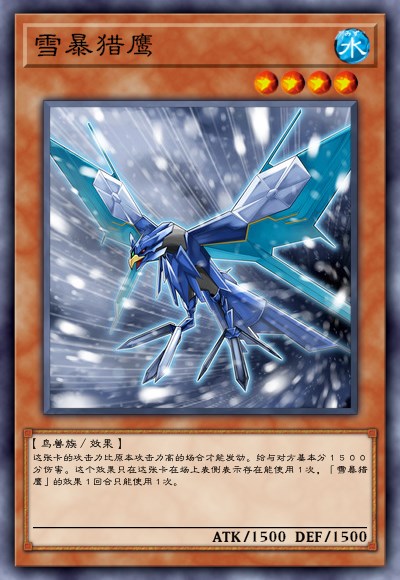 雪暴猎鹰
水
【鸟兽族／效果】
这张卡的攻击力比原本攻击力高的场合才能发动。给与对方基本分１５００
分伤害。这个效果只在这张卡在场上表侧表示存在能使用１次，「雪暴猎
鹰」的效果１回合只能使用１次。
ATK/1500 DEF/1500